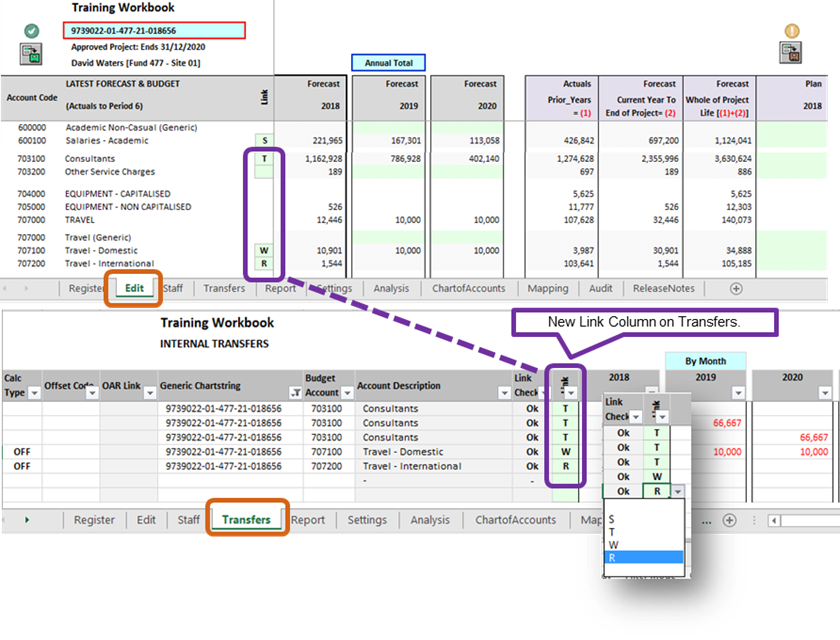 Training Workbook
9739022-01-477-21-018656
Approved Project: Ends 31/12/2020
David Waters [Fund 477 - Site 01]
Annual Total
Account Code LATEST FORECAST & BUDGET (Actuals to Period 6) Link Forecast 2018 Forecast 2019 Forecast 2020 Actuals Prior_Years = (1) Forecast Current Year To End of Project= (2) Forecast Whole of Project Life [(1)+(2)] Plan 2018
600000 Academic Non-Casual (Generic)
600100 Salaries - Academic S 221,965 167,301 113,058 426,842 697,200 1,124,041
703100 Consultants T 1,162,928 786,928 402,140 1,274,628 2,355,996 3,630,624
703200 Other Service Charges 189 697 189 886
704000 EQUIPMENT - CAPITALISED 5,625 5,625
705000 EQUIPMENT - NON CAPITALISED 526 11,777 526 12,303
707000 TRAVEL 12,446 10,000 10,000 107,628 32,446 140,073
707000 Travel (Generic)
707100 Travel - Domestic W 10,901 10,000 10,000 3,987 30,901 34,888
707200 Travel - International R 1,544 103,641 1,544 105,185
Register Edit Staff Transfers Report Settings Analysis ChartofAccounts Mapping Audit ReleaseNotes
New Link Column on Transfers.
Training Workbook
INTERNAL TRANSFERS
By Month
Calc Type Offset Code OAR Link Generic Chartstring Budget Account Account Description Link Check 2018 2019 2020
9739022-01-477-21-018656 703100 Consultants Ok T
9739022-01-477-21-018656 703100 Consultants Ok T 66,667
9739022-01-477-21-018656 703100 Consultants Ok T 66,667
OFF 9739022-01-477-21-018656 707100 Travel - Domestic Ok W 10,000 10,000
OFF 9739022-01-477-21-018656 707200 Travel - International Ok R
- -
Link Check
Ok T
Ok T
Ok T
Ok W
Ok R
S
T
W
R
Register Edit Staff Transfers Report Settings Analysis ChartofAccounts Map ...